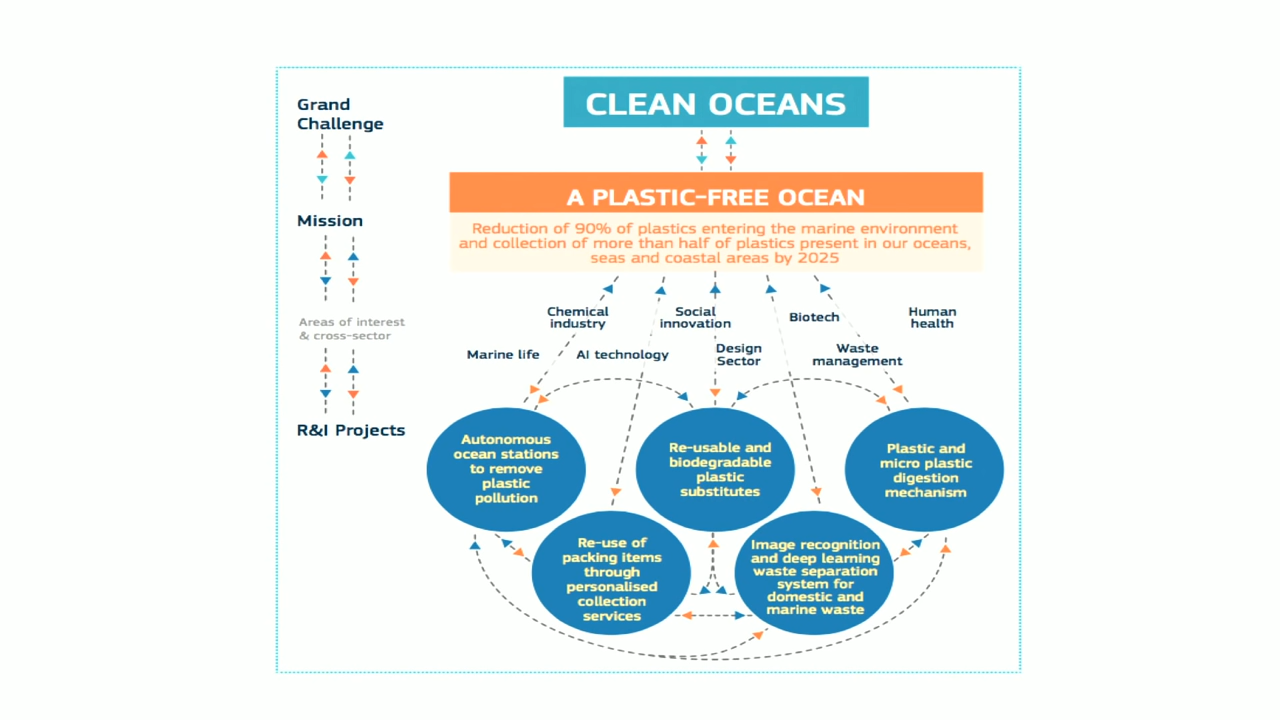 Grand
Challenge
CLEAN OCEANS
Mission
A PLASTIC-FREE OCEAN
Reduction of 90% of plastics entering the marine environment
and collection of more than half of plastics present in our oceans,
seas and coastal areas by 2025
Areas of interest
& cross-sector
Chemical
industry
Social
innovation
Biotech
Human
health
Marine life
AI technology
Design
Sector
Waste
management
R&I Projects
Autonomous
ocean stations
to remove
plastic
pollution
Re-usable and
biodegradable
plastic
substitutes
Plastic and
micro plastic
digestion
mechanism
Re-use of
packing items
through
personalised
collection
services
Image recognition
and deep learning
waste separation
system for
domestic and
marine waste